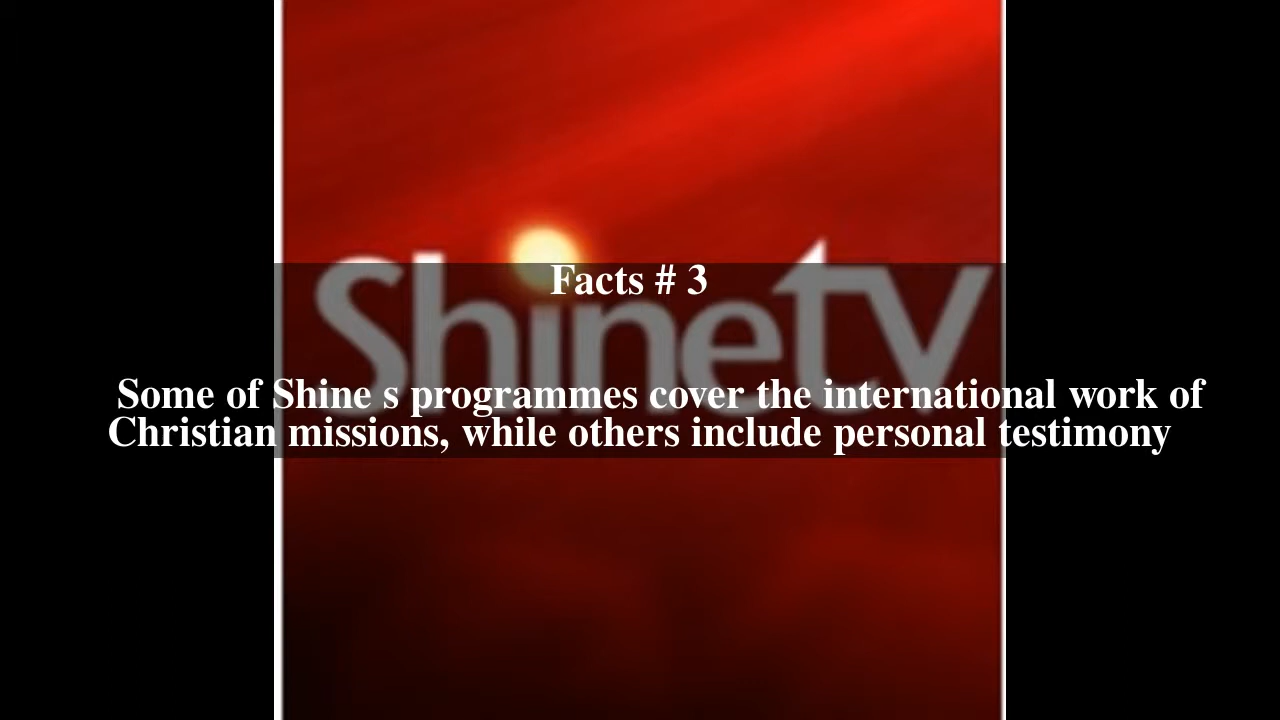 ShineTV
Facts # 3
Some of Shine s programmes cover the international work of
Christian missions, while others include personal testimony